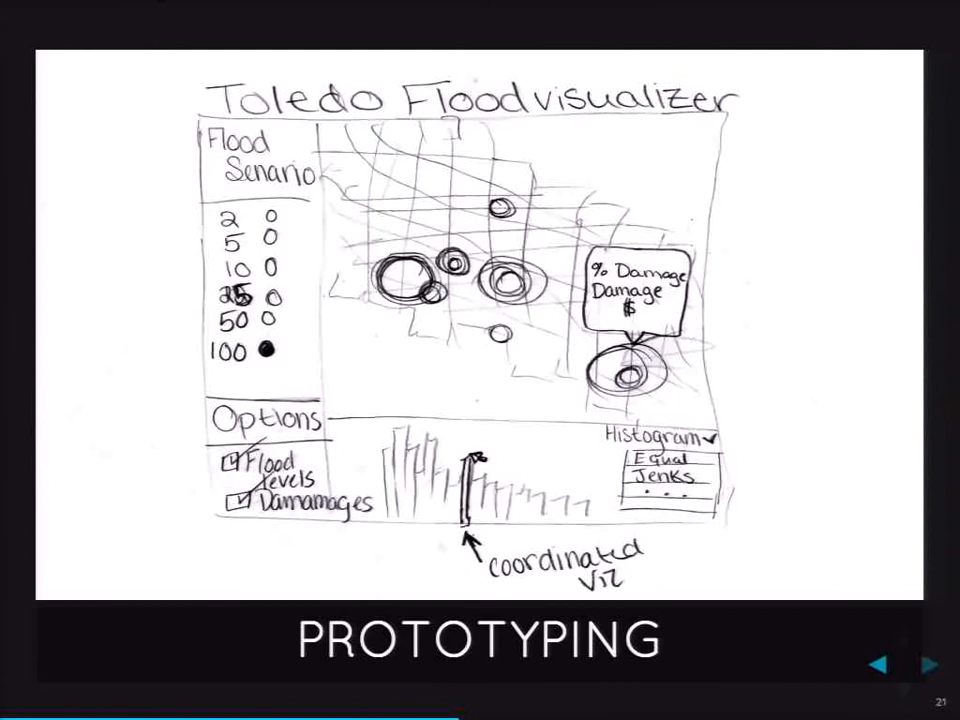 Toledo Floodvisualizer
Flood
Senario
2
5
10
25
50
100
% Damage
Damage
$
Options
Flood
levels
Damamages
Histogram
Equal
Jenks
...
coordinated
viz
PROTOTYPING
21